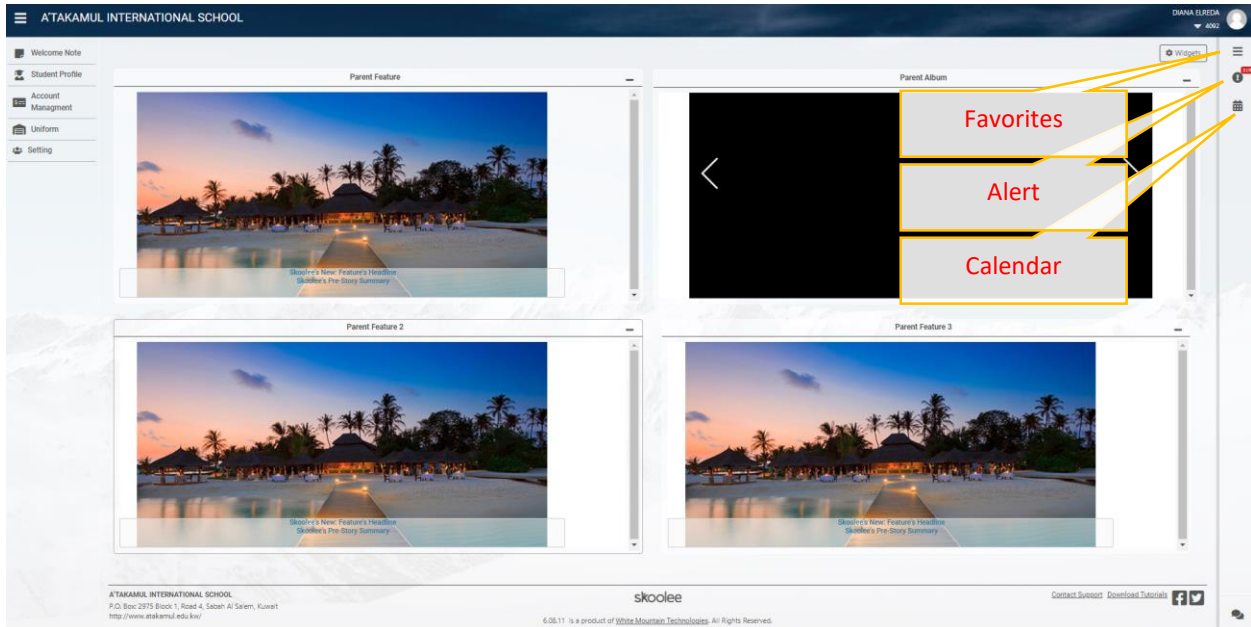 A'TAKAMUL INTERNATIONAL SCHOOL
DIANA ELREDA
4092
Welcome Note
Student Profile
Account
Managment
Uniform
Setting
Widgets
Parent Feature
Skoolee's New: Feature's Headline
Skoolee's Pre-Story Summary
Parent Album
Favorites
Alert
Calendar
Parent Feature 2
Skoolee's New: Feature's Headline
Skoolee's Pre-Story Summary
Parent Feature 3
Skoolee's New: Feature's Headline
Skoolee's Pre-Story Summary
A'TAKAMUL INTERNATIONAL SCHOOL
P.O. Box: 2975 Block 1, Road 4, Sabah Al Salem, Kuwait
http://www.atakamul.edu.kw/
skoolee
6.08.11 is a product of White Mountain Technologies. All Rights Reserved.
Contact Support Download Tutorials